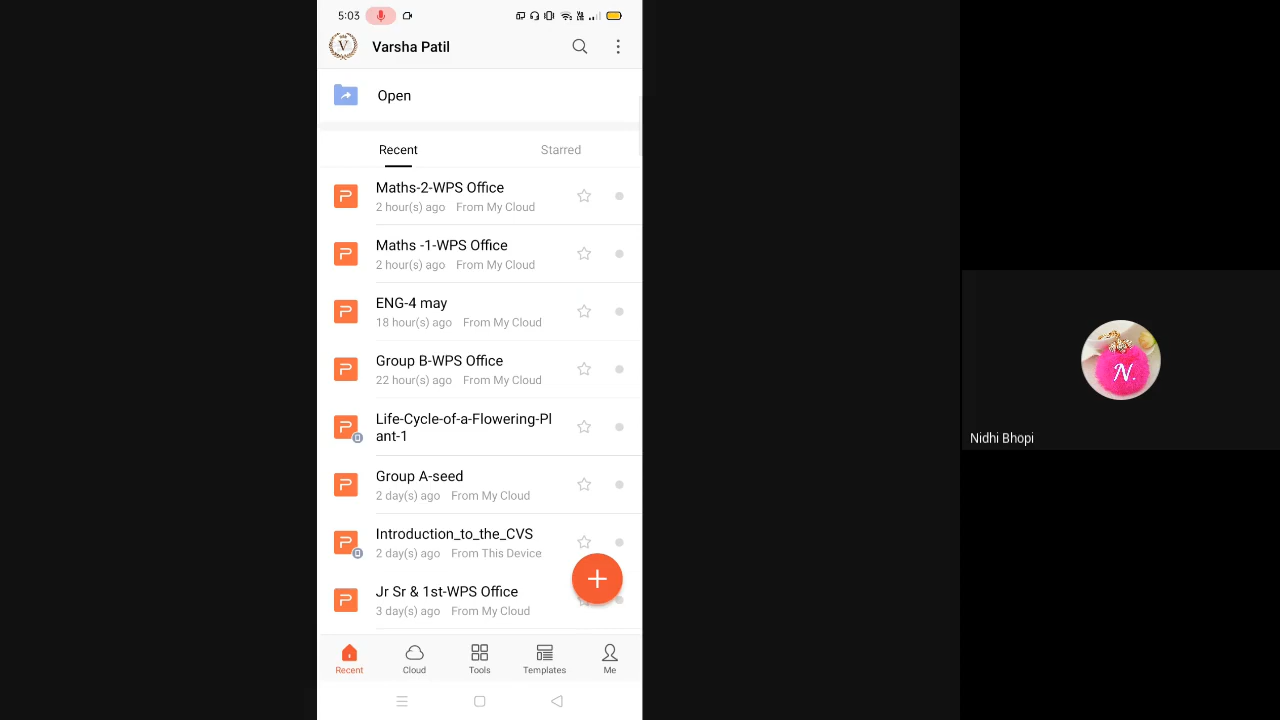 5:03
V
Varsha Patil
Open
Recent
Starred
Maths-2-WPS Office
2 hour(s) ago From My Cloud
Maths -1-WPS Office
2 hour(s) ago From My Cloud
ENG-4 may
18 hour(s) ago From My Cloud
Group B-WPS Office
22 hour(s) ago From My Cloud
Life-Cycle-of-a-Flowering-Pl
ant-1
Group A-seed
2 day(s) ago From My Cloud
Introduction_to_the_CVS
2 day(s) ago From This Device
Jr Sr & 1st-WPS Office
3 day(s) ago From My Cloud
Recent
Cloud
Tools
Templates
Me
N.
Nidhi Bhopi